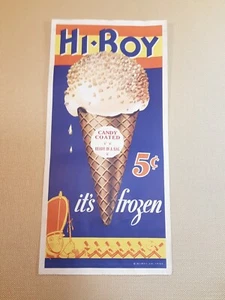 HI-BOY
CANDY
COATED
5¢
it's frozen